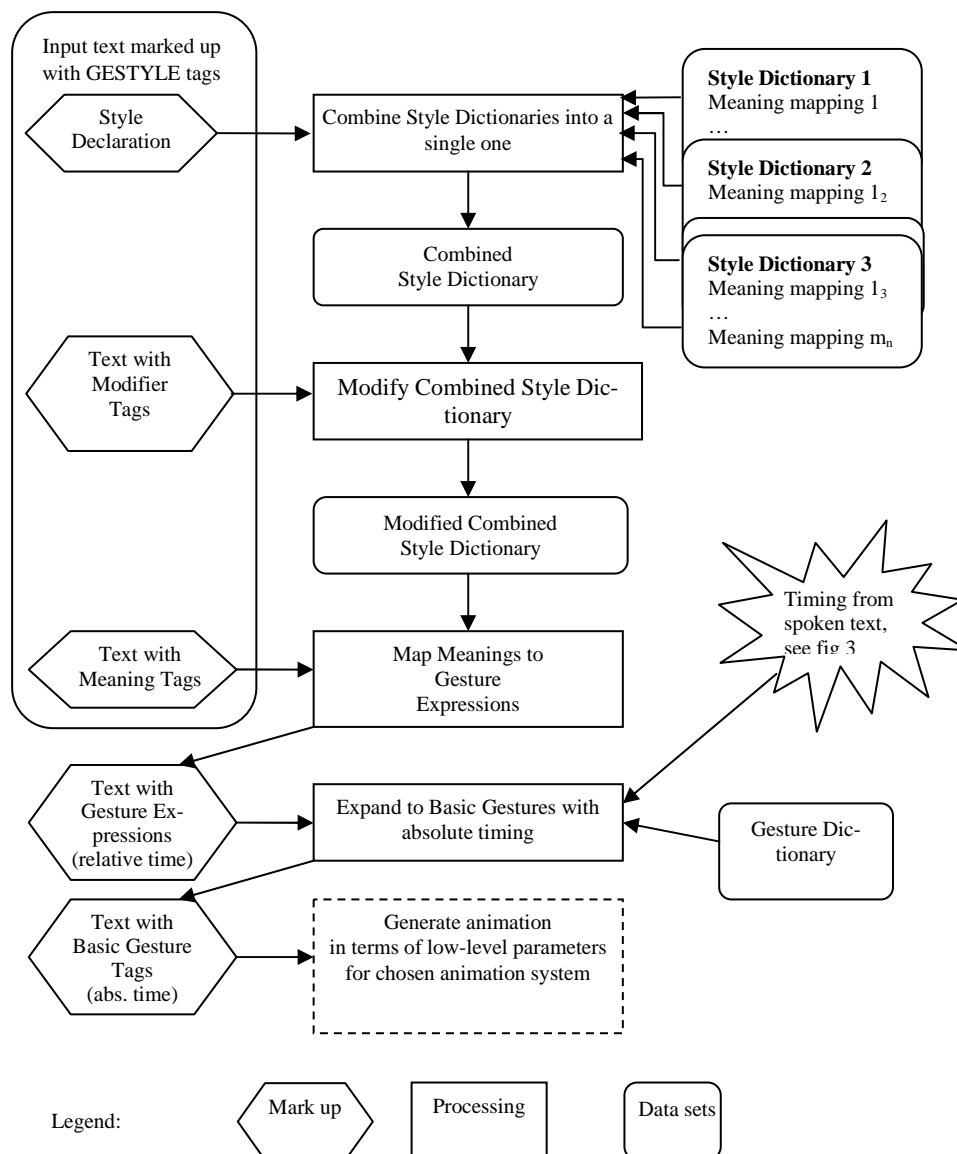 Input text marked up
with GESTYLE tags
Style
Declaration
Combine Style Dictionaries into a
single one
Style Dictionary 1
Meaning mapping 1
…
Style Dictionary 2
Meaning mapping 1₂
Style Dictionary 3
Meaning mapping 1₃
…
Meaning mapping mₙ
Combined
Style Dictionary
Text with
Modifier
Tags
Modify Combined Style Dic-
tionary
Modified Combined
Style Dictionary
Timing from
spoken text,
see fig 3
Text with
Meaning Tags
Map Meanings to
Gesture
Expressions
Text with
Gesture Ex-
pressions
(relative time)
Expand to Basic Gestures with
absolute timing
Gesture Dic-
tionary
Text with
Basic Gesture
Tags
(abs. time)
Generate animation
in terms of low-level parameters
for chosen animation system
Legend:
Mark up
Processing
Data sets